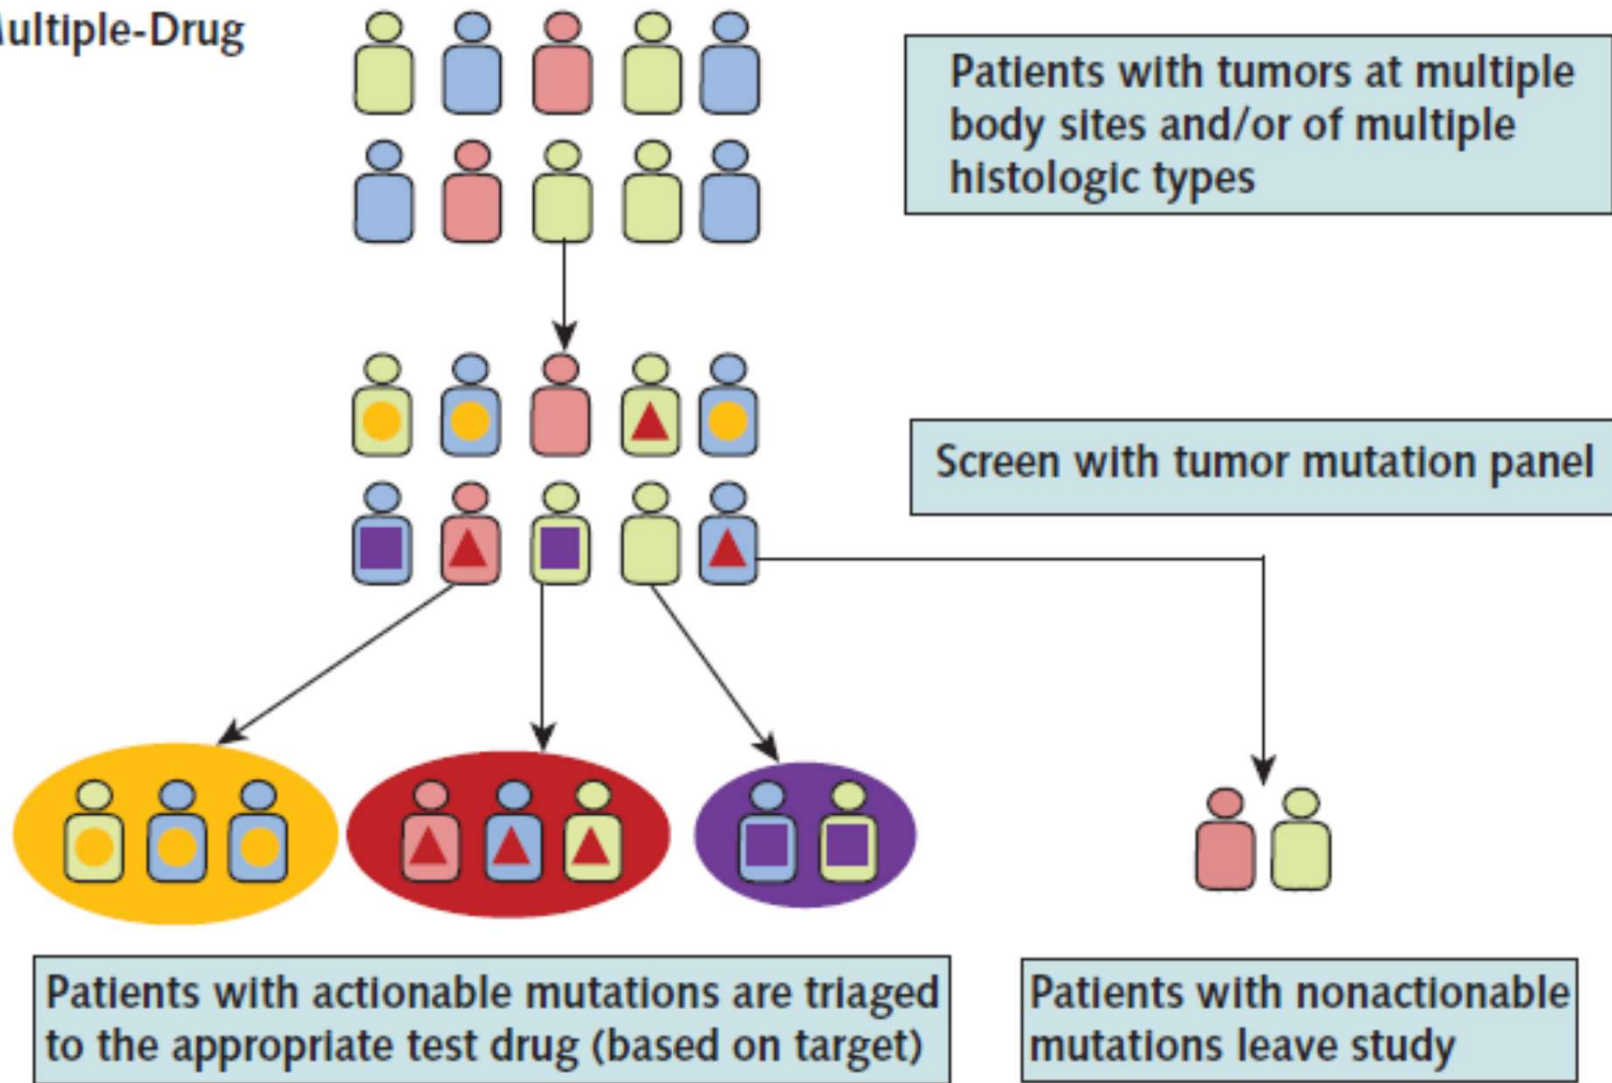 ultiple-Drug
Patients with tumors at multiple
body sites and/or of multiple
histologic types
Screen with tumor mutation panel
Patients with actionable mutations are triaged
to the appropriate test drug (based on target)
Patients with nonactionable
mutations leave study